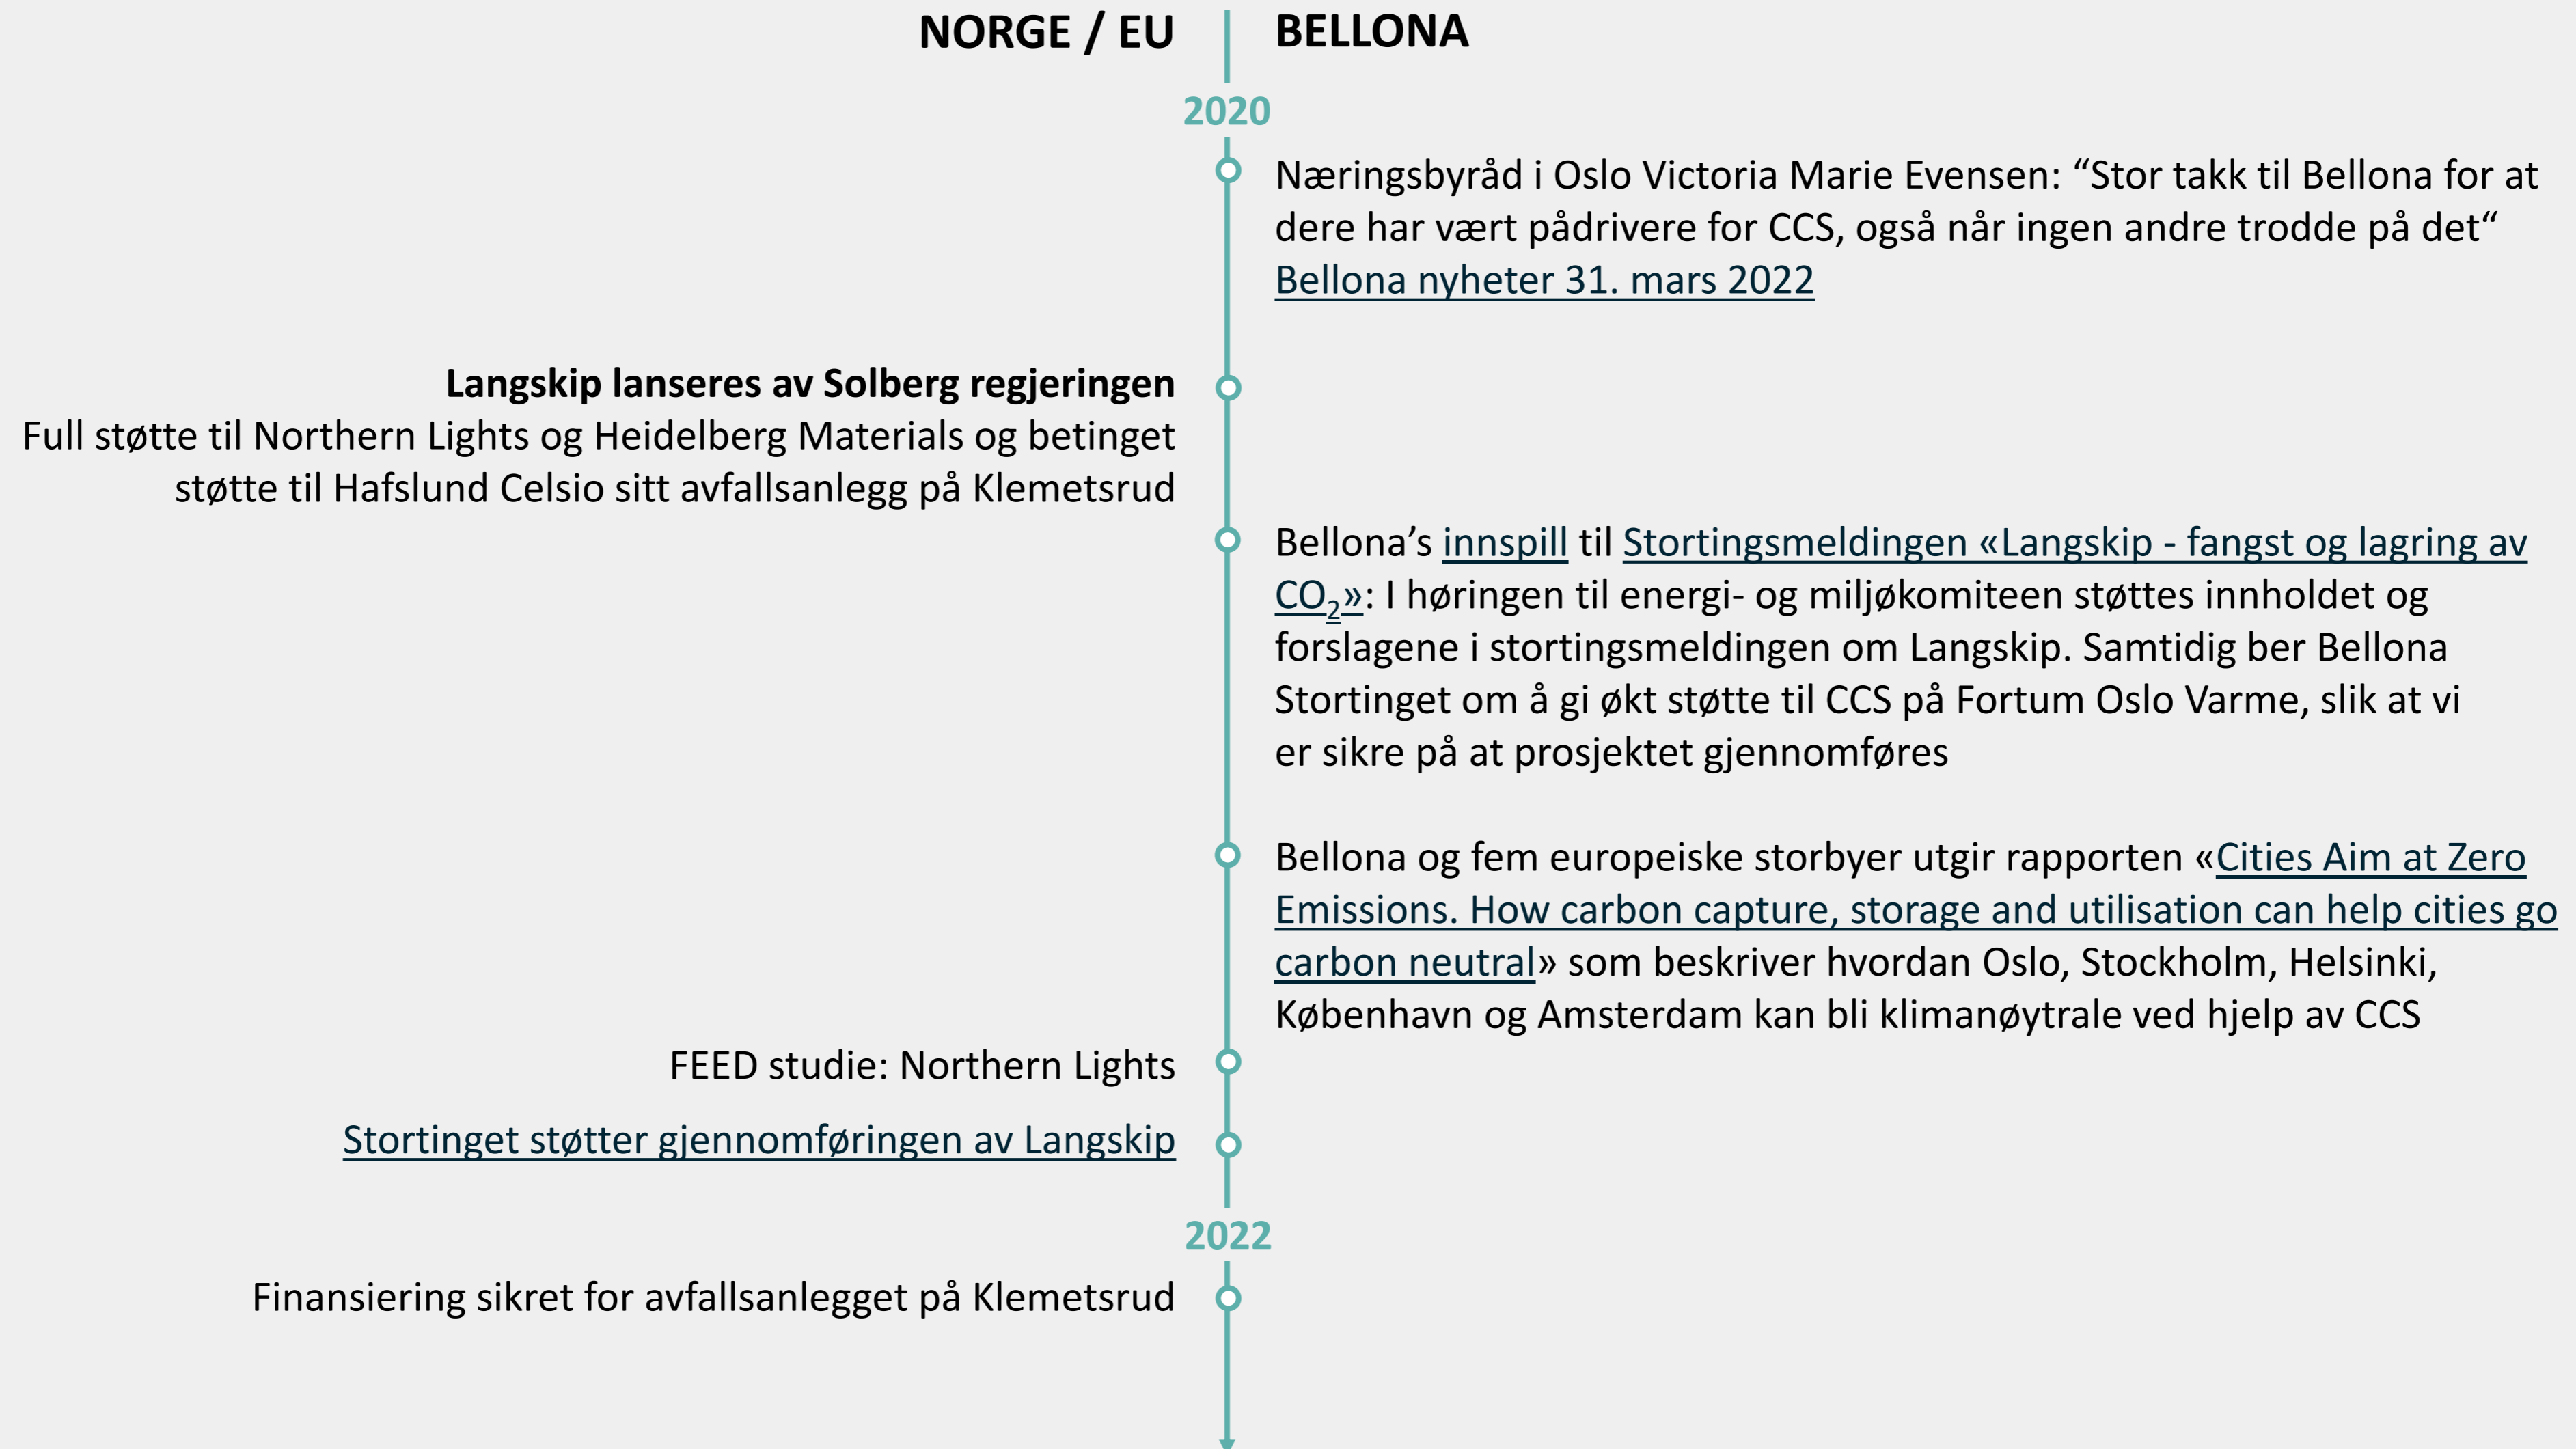 NORGE / EU
BELLONA
2020
Næringsbyråd i Oslo Victoria Marie Evensen: “Stor takk til Bellona for at
dere har vært pådrivere for CCS, også når ingen andre trodde på det“
Bellona nyheter 31. mars 2022
Langskip lanseres av Solberg regjeringen
Full støtte til Northern Lights og Heidelberg Materials og betinget
støtte til Hafslund Celsio sitt avfallsanlegg på Klemetsrud
Bellona’s innspill til Stortingsmeldingen «Langskip - fangst og lagring av
CO₂»: I høringen til energi- og miljøkomiteen støttes innholdet og
forslagene i stortingsmeldingen om Langskip. Samtidig ber Bellona
Stortinget om å gi økt støtte til CCS på Fortum Oslo Varme, slik at vi
er sikre på at prosjektet gjennomføres
Bellona og fem europeiske storbyer utgir rapporten «Cities Aim at Zero
Emissions. How carbon capture, storage and utilisation can help cities go
carbon neutral» som beskriver hvordan Oslo, Stockholm, Helsinki,
København og Amsterdam kan bli klimanøytrale ved hjelp av CCS
FEED studie: Northern Lights
Stortinget støtter gjennomføringen av Langskip
2022
Finansiering sikret for avfallsanlegget på Klemetsrud